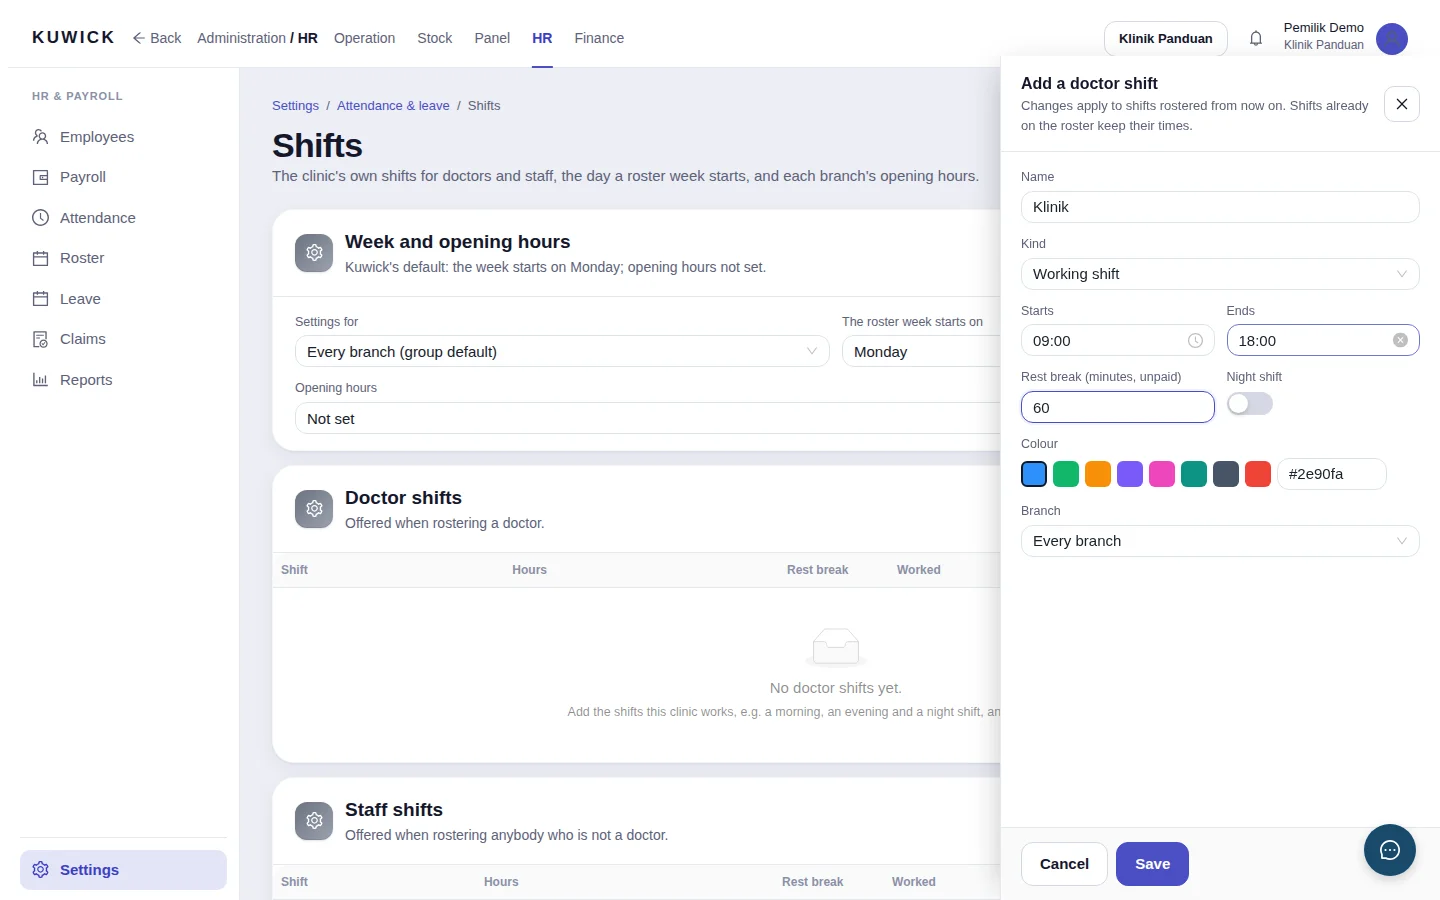 KUWICK
Back
Administration / HR
Operation
Stock
Panel
HR
Finance
Klinik Panduan
Pemilik Demo
Klinik Panduan
HR & PAYROLL
Employees
Payroll
Attendance
Roster
Leave
Claims
Reports
Settings
Settings / Attendance & leave / Shifts
Shifts
The clinic's own shifts for doctors and staff, the day a roster week starts, and each branch's opening hours.
Week and opening hours
Kuwick's default: the week starts on Monday; opening hours not set.
Settings for
The roster week starts on
Every branch (group default)
Monday
Opening hours
Not set
Doctor shifts
Offered when rostering a doctor.
Shift Hours Rest break Worked
No doctor shifts yet.
Add the shifts this clinic works, e.g. a morning, an evening and a night shift, an
Staff shifts
Offered when rostering anybody who is not a doctor.
Shift Hours Rest break Worked
Add a doctor shift
Changes apply to shifts rostered from now on. Shifts already
on the roster keep their times.
Name
Klinik
Kind
Working shift
Starts Ends
09:00 18:00
Rest break (minutes, unpaid) Night shift
60
Colour
#2e90fa
Branch
Every branch
Cancel Save